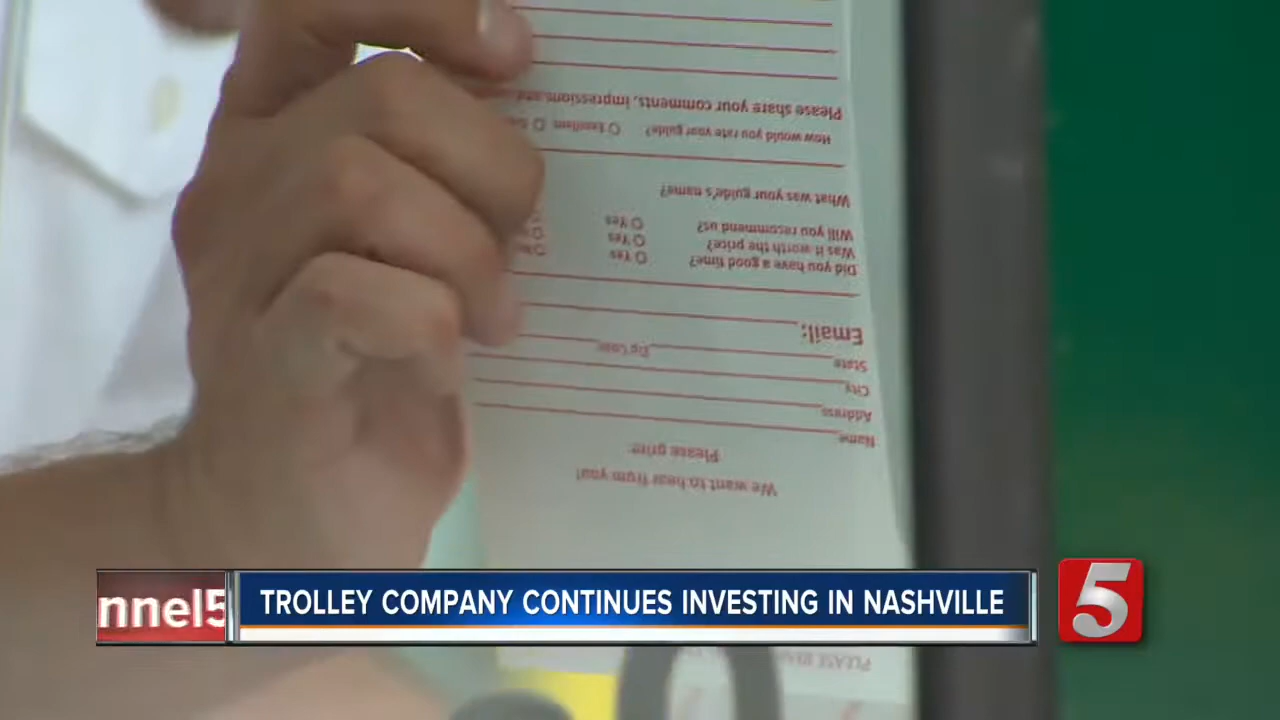 PLEASE
We want to hear from you!
Please print:
Name
Address
City
State Zip Code
Email:
Did you have a good time? Yes
Was it worth the price? Yes
Will you recommend us? Yes
What was your guide's name?
How would you rate your guide? Excellent
Please share your comments, impressions and
nnel5
TROLLEY COMPANY CONTINUES INVESTING IN NASHVILLE
5